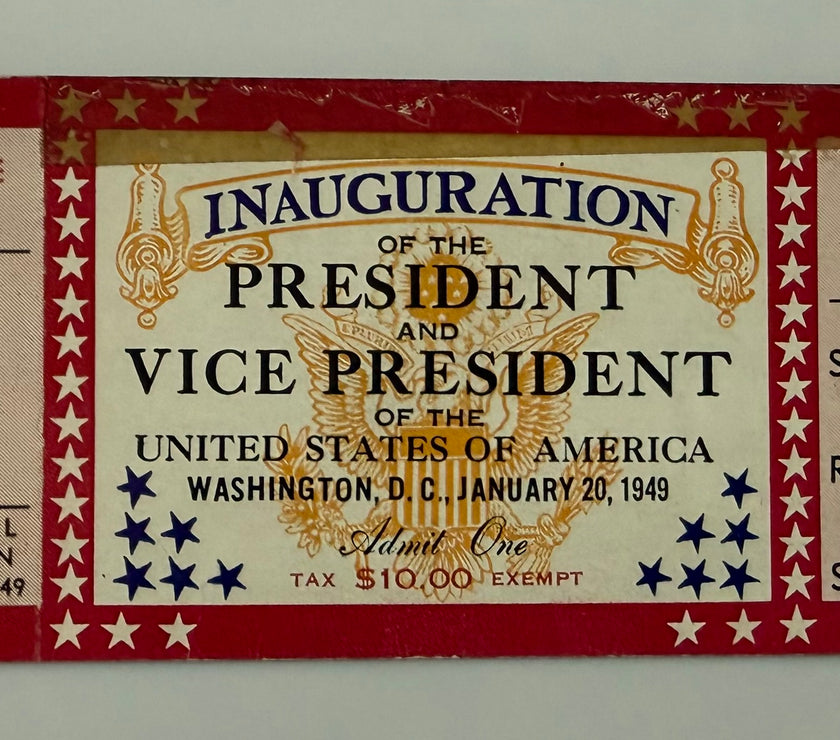 INAUGURATION
OF THE
PRESIDENT
AND
VICE PRESIDENT
OF THE
UNITED STATES OF AMERICA
WASHINGTON, D. C., JANUARY 20, 1949
Admit One
TAX $10.00 EXEMPT
L
N
49
S
R
S